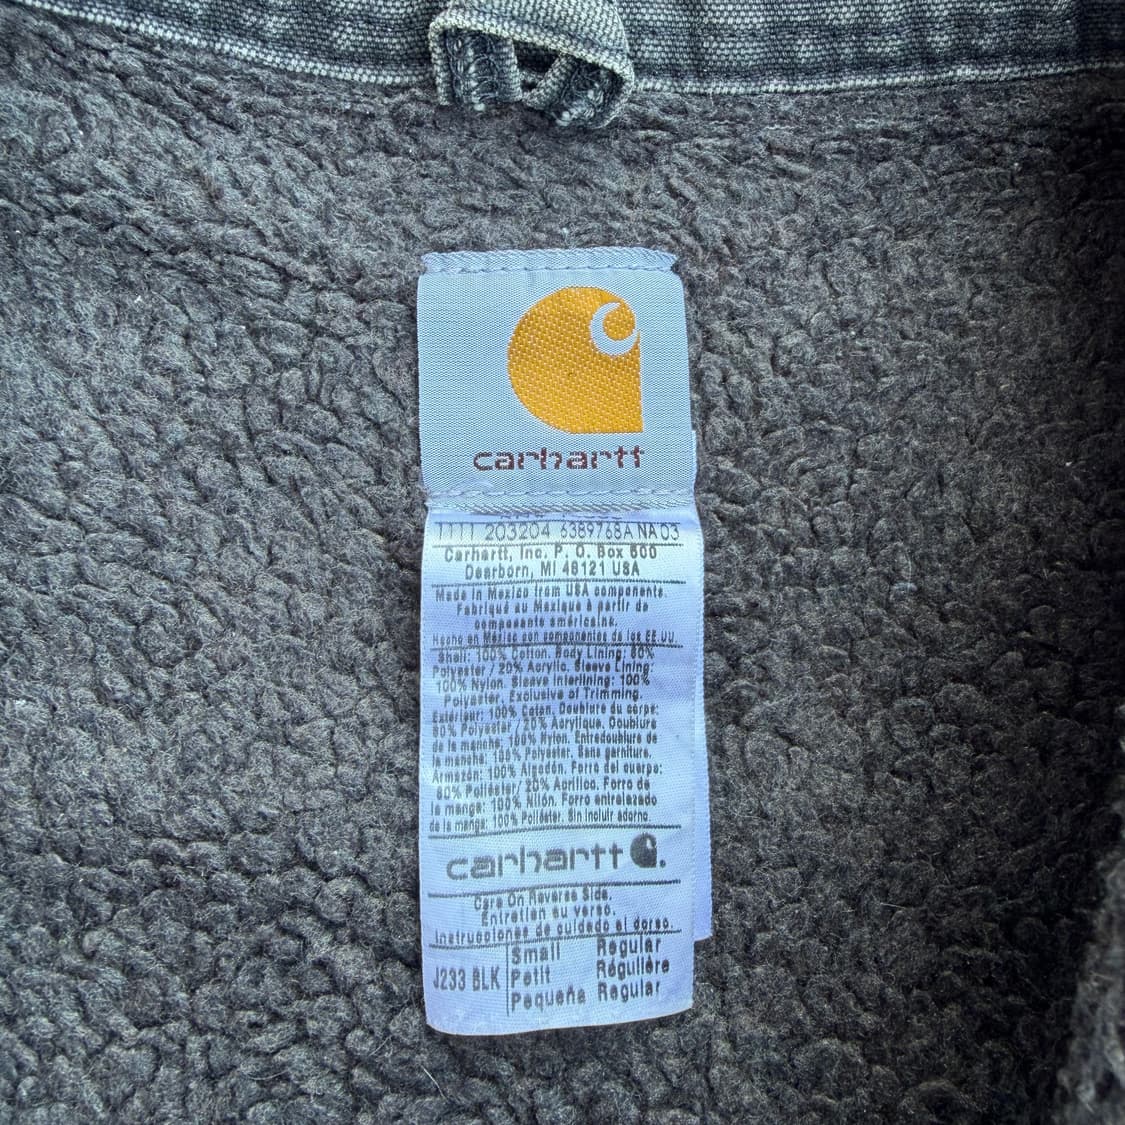 carhartt
1111 203204 6389768A NA 03
Carhartt, Inc. P. O. Box 600
Dearborn, MI 48121 USA
Made in Mexico from USA components.
Fabriqué au Mexique à partir de
composants américains.
Hecho en México con componentes de los EE.UU.
Shell: 100% Cotton. Body Lining: 80%
Polyester / 20% Acrylic. Sleeve Lining:
100% Nylon. Sleeve Interlining: 100%
Polyester. Exclusive of Trimming.
Extérieur: 100% Coton. Doublure du corps:
80% Polyester / 20% Acrylique. Doublure
de la manche: 100% Nylon. Entredoublure de
la manche: 100% Polyester. Sans garniture.
Armazón: 100% Algodón. Forro del cuerpo:
80% Poliéster/ 20% Acrílico. Forro de
la manga: 100% Nilón. Forro entrelazado
de la manga: 100% Poliéster. Sin incluir adorno.
carhartt
Care On Reverse Side.
Entretien au verso.
Instrucciones de cuidado al dorso.
J233 BLK
Small Regular
Petit Régulière
Pequeña Regular